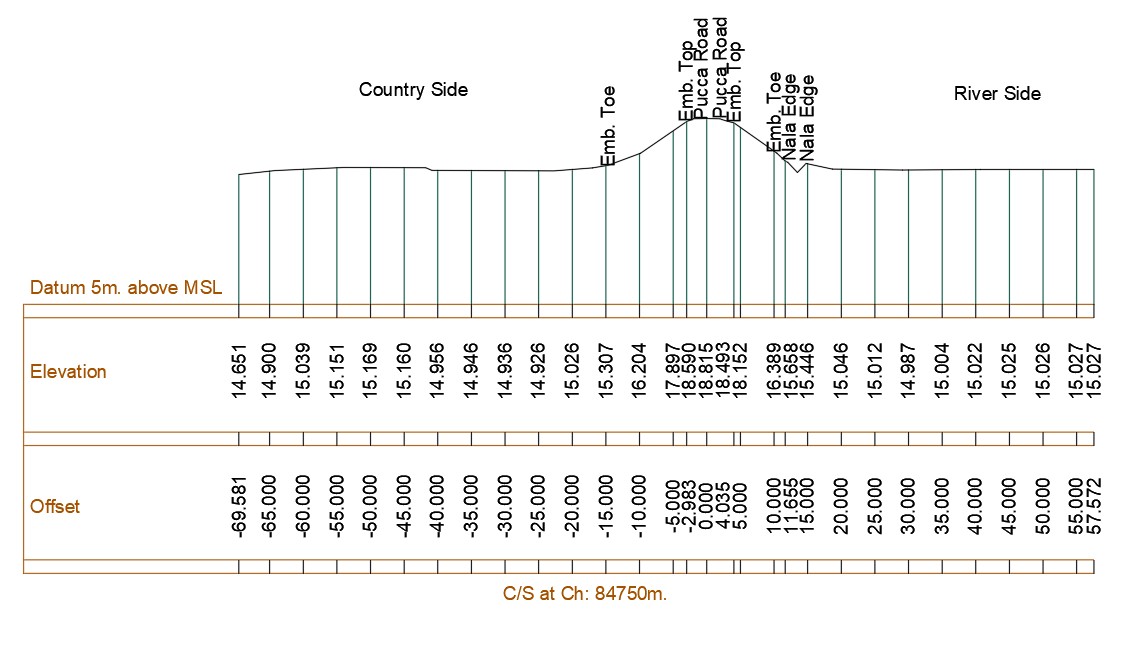 Country Side
River Side
Emb. Toe
Emb. Top
Pucca Road
Pucca Road
Emb. Top
Emb. Toe
Nala Edge
Nala Edge
Datum 5m. above MSL
Elevation
14.651 14.900 15.039 15.151 15.169 15.160 14.956 14.946 14.936 14.926 15.026 15.307 16.204 17.897 18.590 18.815 18.493 18.152 16.389 15.658 15.446 15.046 15.012 14.987 15.004 15.022 15.025 15.026 15.027 15.027
Offset
-69.581 -65.000 -60.000 -55.000 -50.000 -45.000 -40.000 -35.000 -30.000 -25.000 -20.000 -15.000 -10.000 -5.000 -2.983 0.000 4.035 5.000 10.000 11.655 15.000 20.000 25.000 30.000 35.000 40.000 45.000 50.000 55.000 57.572
C/S at Ch: 84750m.